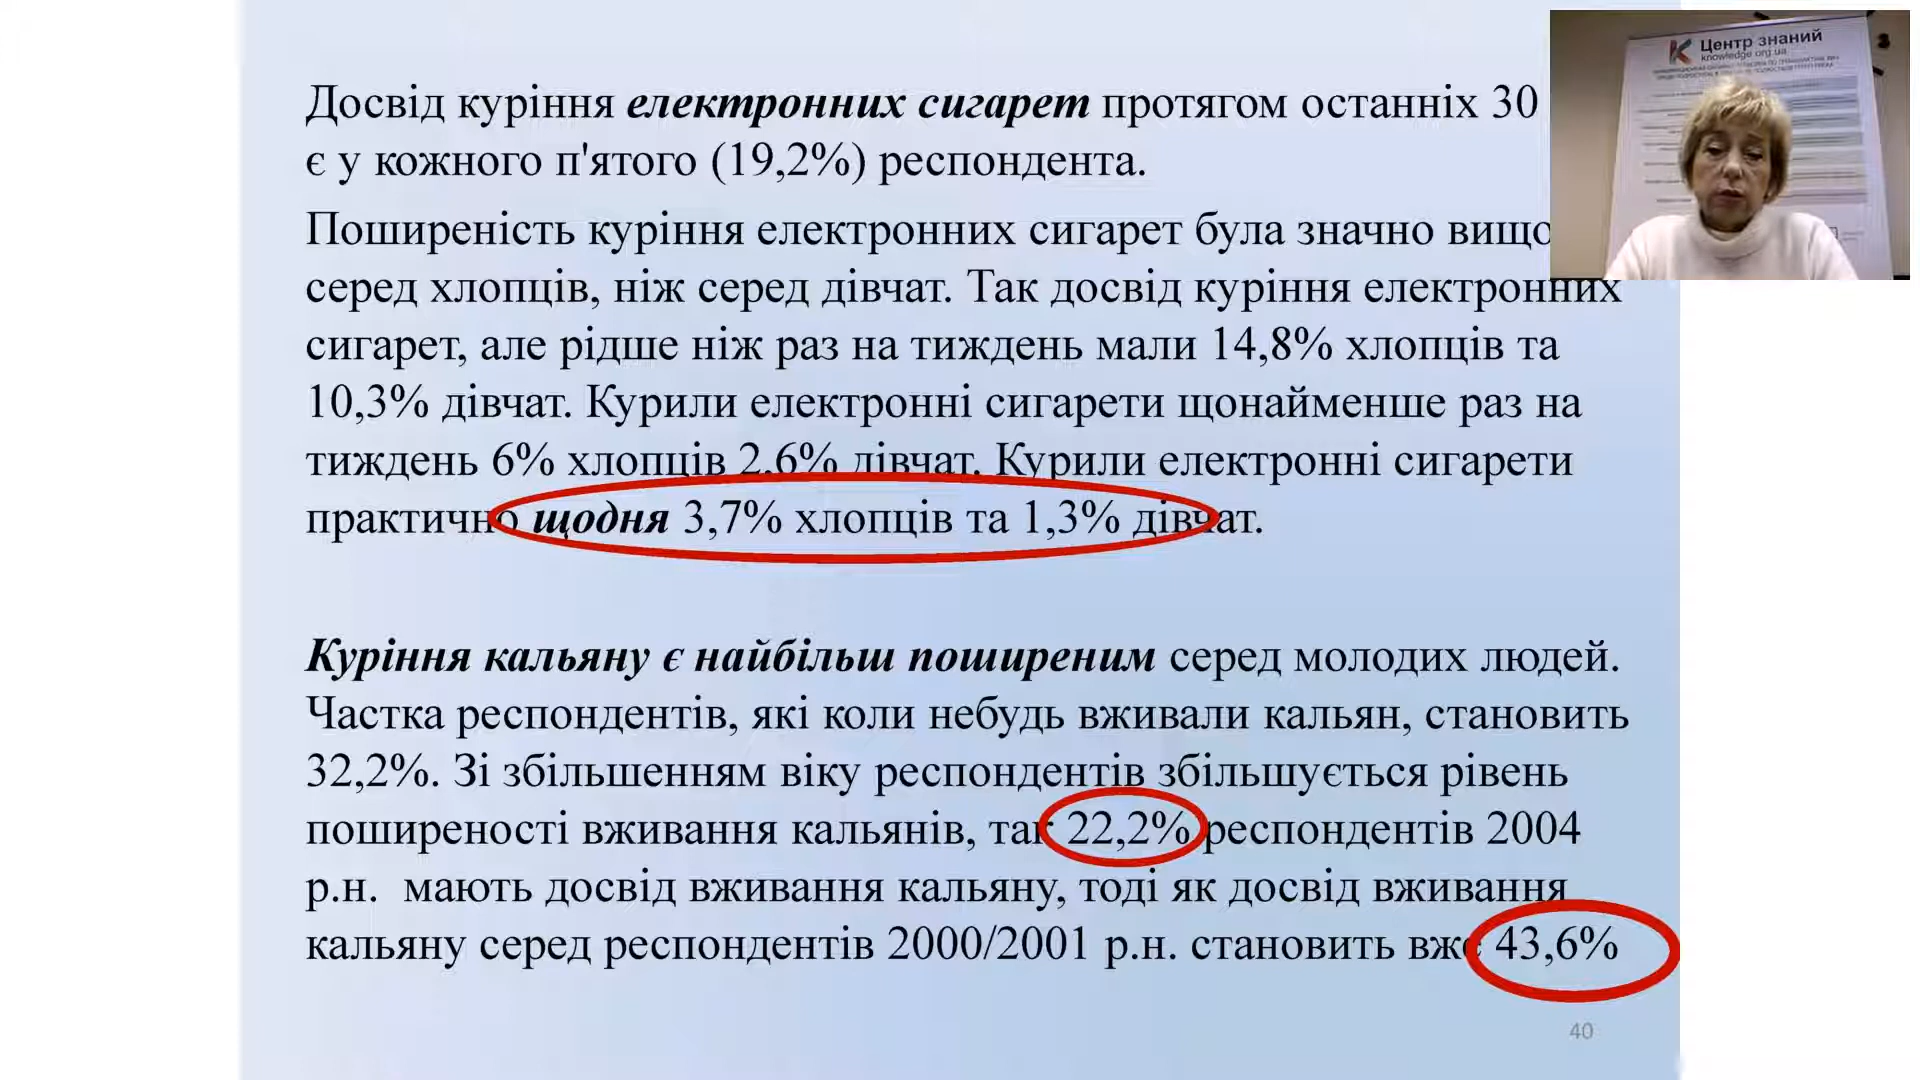 Досвід куріння електронних сигарет протягом останніх 30
є у кожного п'ятого (19,2%) респондента.
Поширеність куріння електронних сигарет була значно
серед хлопців, ніж серед дівчат. Так досвід куріння електронних
сигарет, але рідше ніж раз на тиждень мали 14,8% хлопців та
10,3% дівчат. Курили електронні сигарети щонайменше раз на
тиждень 6% хлопців 2,6% дівчат. Курили електронні сигарети
практично щодня 3,7% хлопців та 1,3% дівчат.
Куріння кальяну є найбільш поширеним серед молодих людей.
Частка респондентів, які коли небудь вживали кальян, становить
32,2%. Зі збільшенням віку респондентів збільшується рівень
поширеності вживання кальянів, так 22,2% респондентів 2004
р.н. мають досвід вживання кальяну, тоді як досвід вживання
кальяну серед респондентів 2000/2001 р.н. становить вже 43,6%
40
Центр знаний
knowledge.org.ua